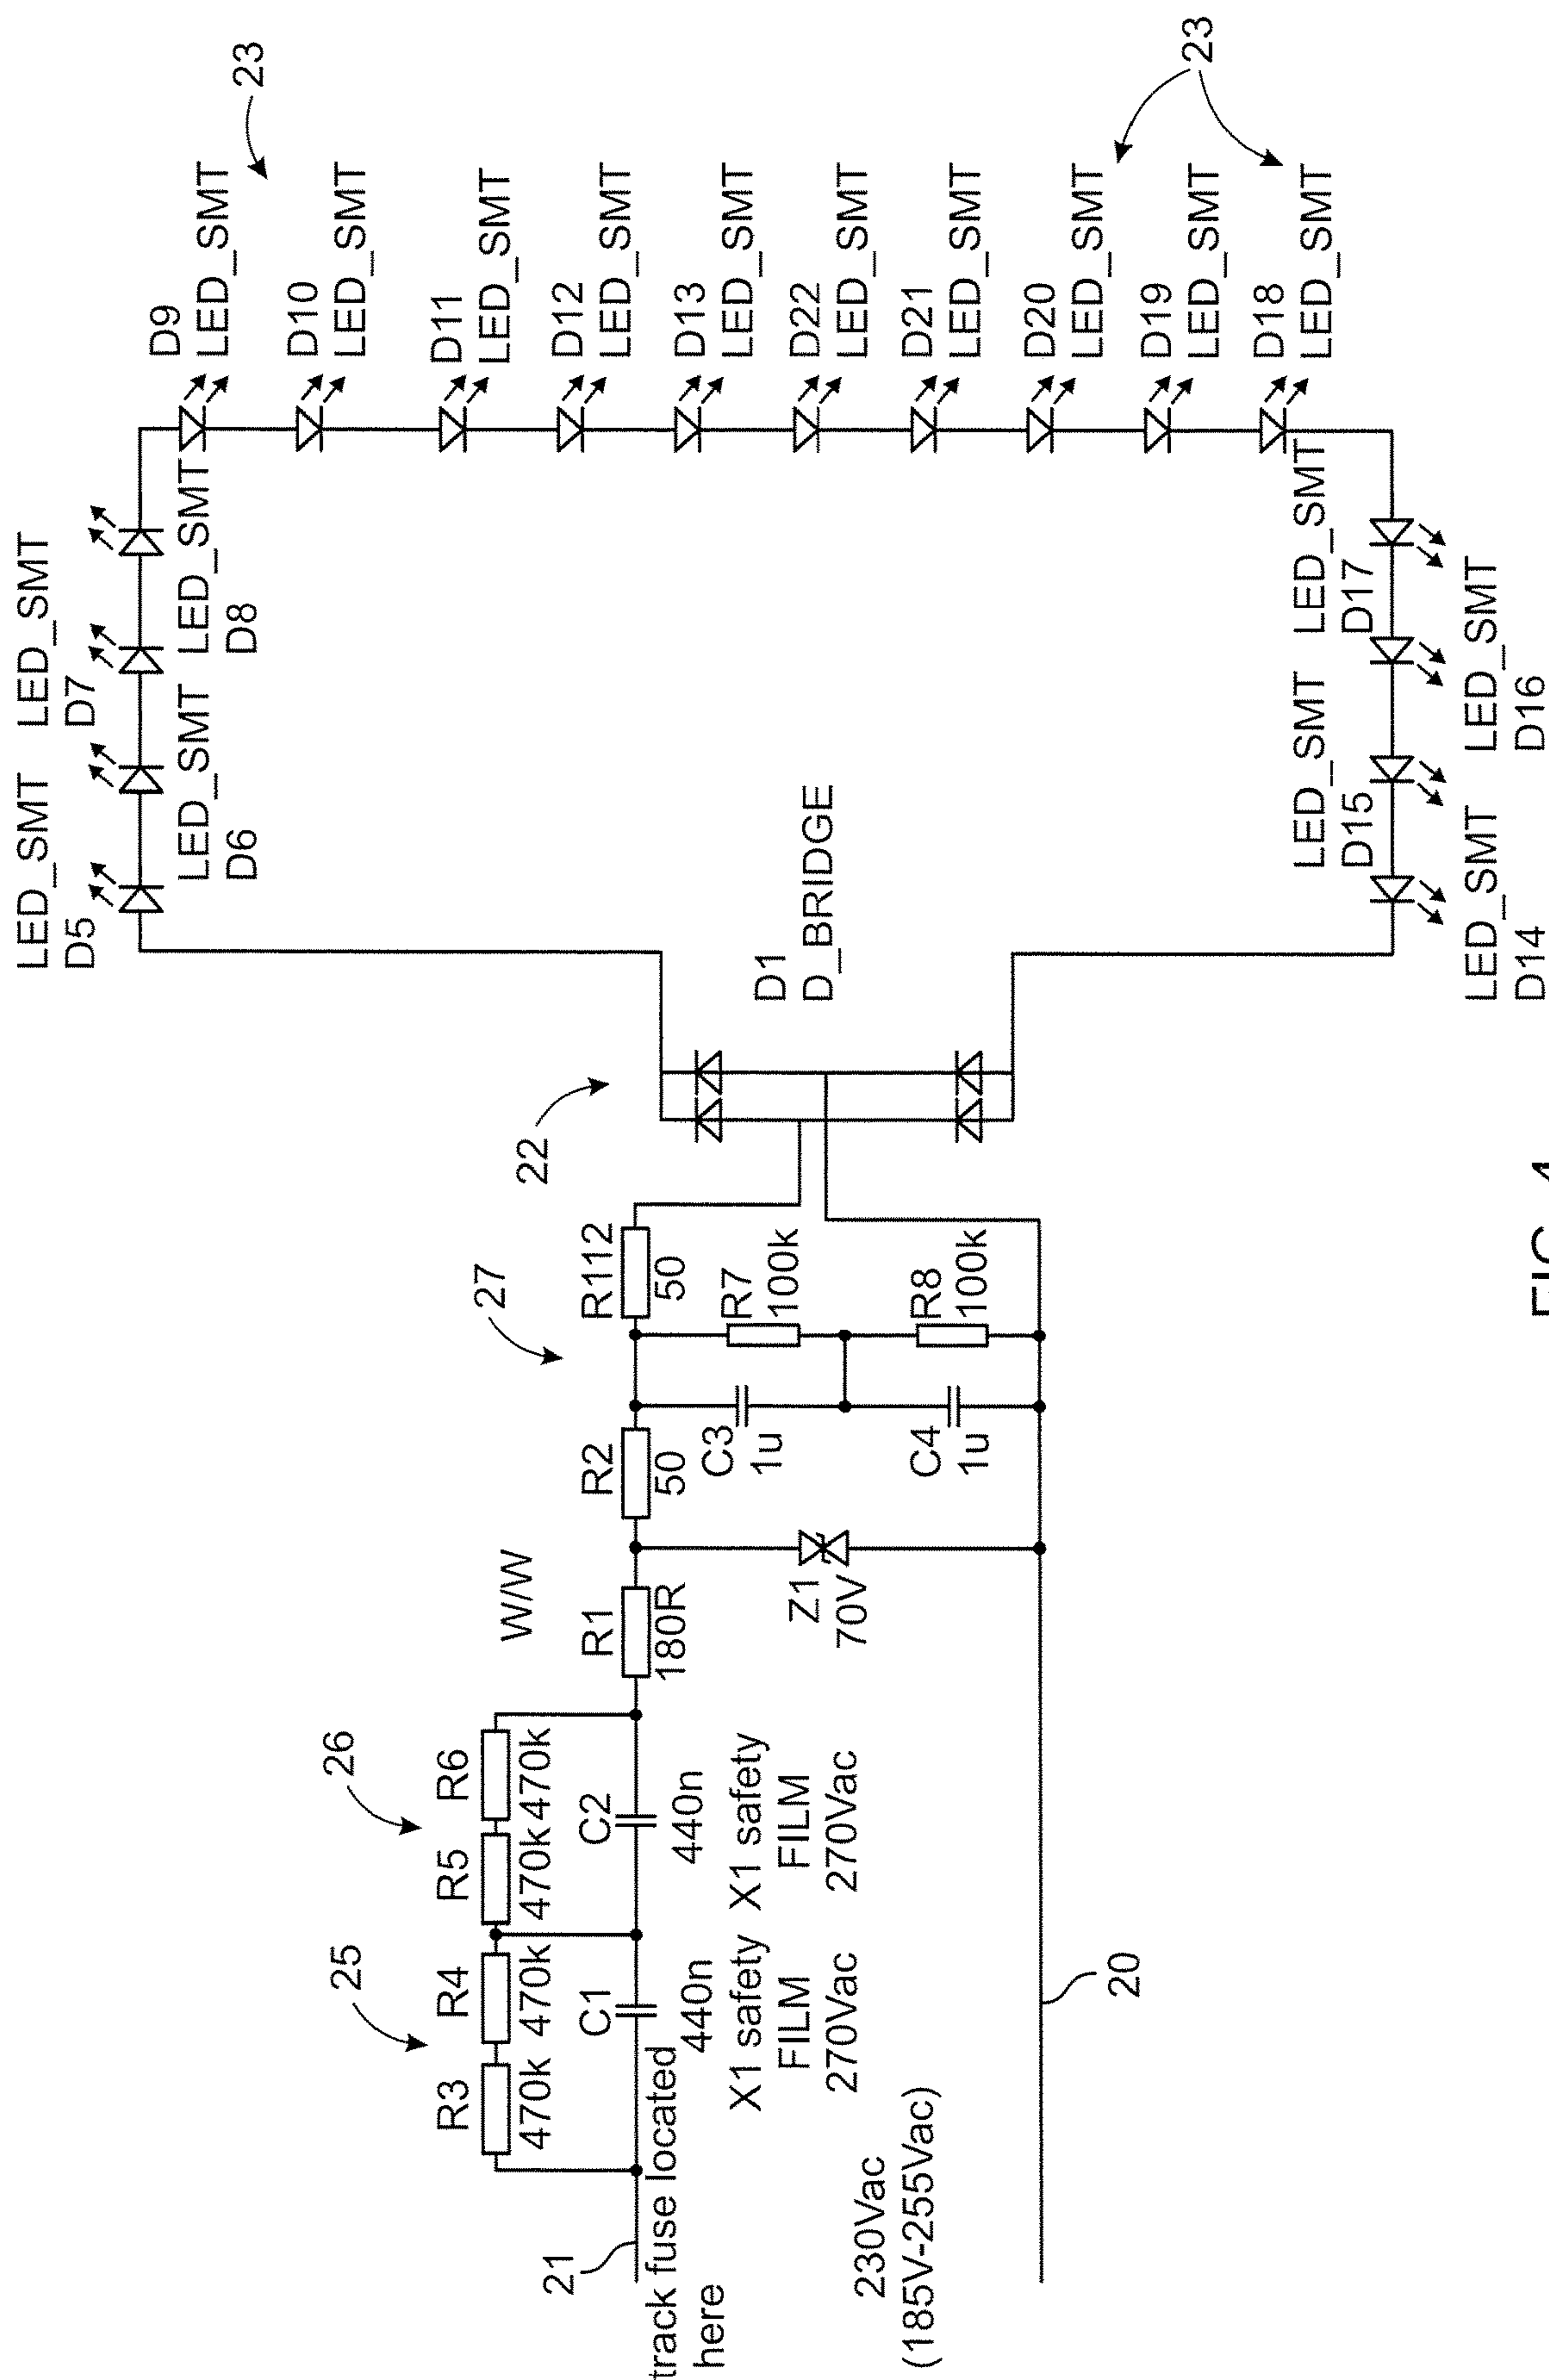 23
D9
LED_SMT
D10
LED_SMT
D11
LED_SMT
D12
LED_SMT
D13
LED_SMT
D22
LED_SMT
D21
LED_SMT
D20
LED_SMT
D19
LED_SMT
D18
LED_SMT
23
LED_SMT
D5
LED_SMT
D6
LED_SMT
D7
LED_SMT
D8
LED_SMT
D17
LED_SMT
D16
LED_SMT
D15
LED_SMT
D14
D1
D_BRIDGE
22
27
R112
50
R7
100k
R8
100k
R2
50
C3
1u
C4
1u
W/W
R1
180R
Z1
70V
26
R5
470k
R6
470k
C2
440n
X1 safety
FILM
270Vac
25
R3
470k
R4
470k
C1
440n
X1 safety
FILM
270Vac
21
track fuse located
here
230Vac
(185V-255Vac)
20